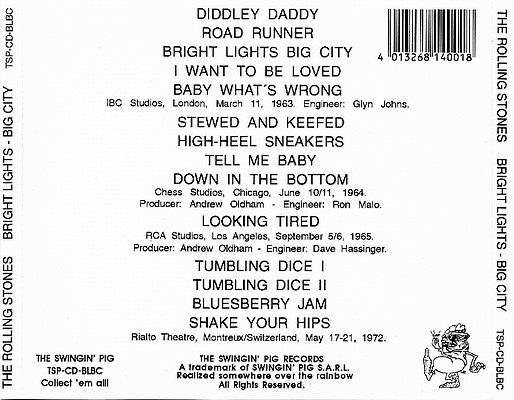 DIDDLEY DADDY
ROAD RUNNER
BRIGHT LIGHTS BIG CITY
I WANT TO BE LOVED
BABY WHAT´S WRONG
IBC Studios, London, March 11, 1963. Engineer: Glyn Johns.
STEWED AND KEEFED
HIGH-HEEL SNEAKERS
TELL ME BABY
DOWN IN THE BOTTOM
Chess Studios, Chicago, June 10/11, 1964.
Producer: Andrew Oldham - Engineer: Ron Malo.
LOOKING TIRED
RCA Studios, Los Angeles, September 5/6, 1965.
Producer: Andrew Oldham - Engineer: Dave Hassinger.
TUMBLING DICE I
TUMBLING DICE II
BLUESBERRY JAM
SHAKE YOUR HIPS
Rialto Theatre, Montreux/Switzerland, May 17-21, 1972.
THE SWINGIN´ PIG
TSP-CD-BLBC
Collect ´em all!
THE SWINGIN´ PIG RECORDS
A trademark of SWINGIN´ PIG S.A.R.L.
Realized somewhere over the rainbow
All Rights Reserved.
4 013268 140018
THE ROLLING STONES BRIGHT LIGHTS - BIG CITY TSP-CD-BLBC
THE ROLLING STONES BRIGHT LIGHTS - BIG CITY TSP-CD-BLBC